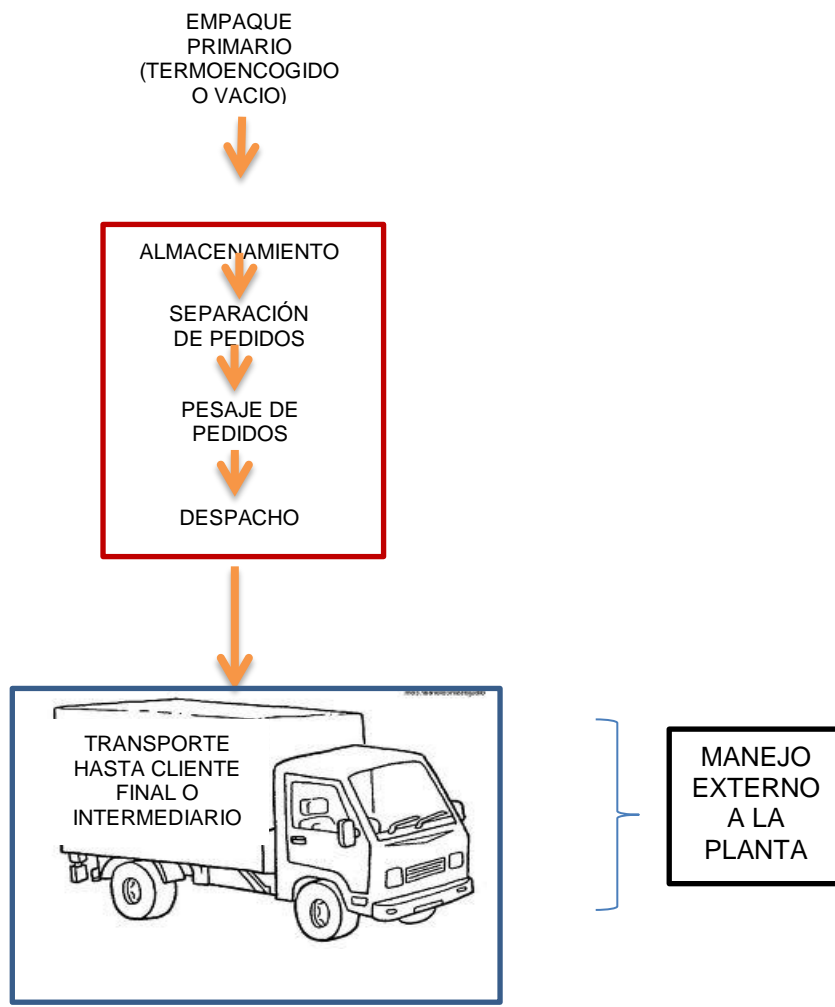 EMPAQUE
PRIMARIO
(TERMOENCOGIDO
O VACIO)
ALMACENAMIENTO
SEPARACIÓN
DE PEDIDOS
PESAJE DE
PEDIDOS
DESPACHO
TRANSPORTE
HASTA CLIENTE
FINAL O
INTERMEDIARIO
MANEJO
EXTERNO
A LA
PLANTA